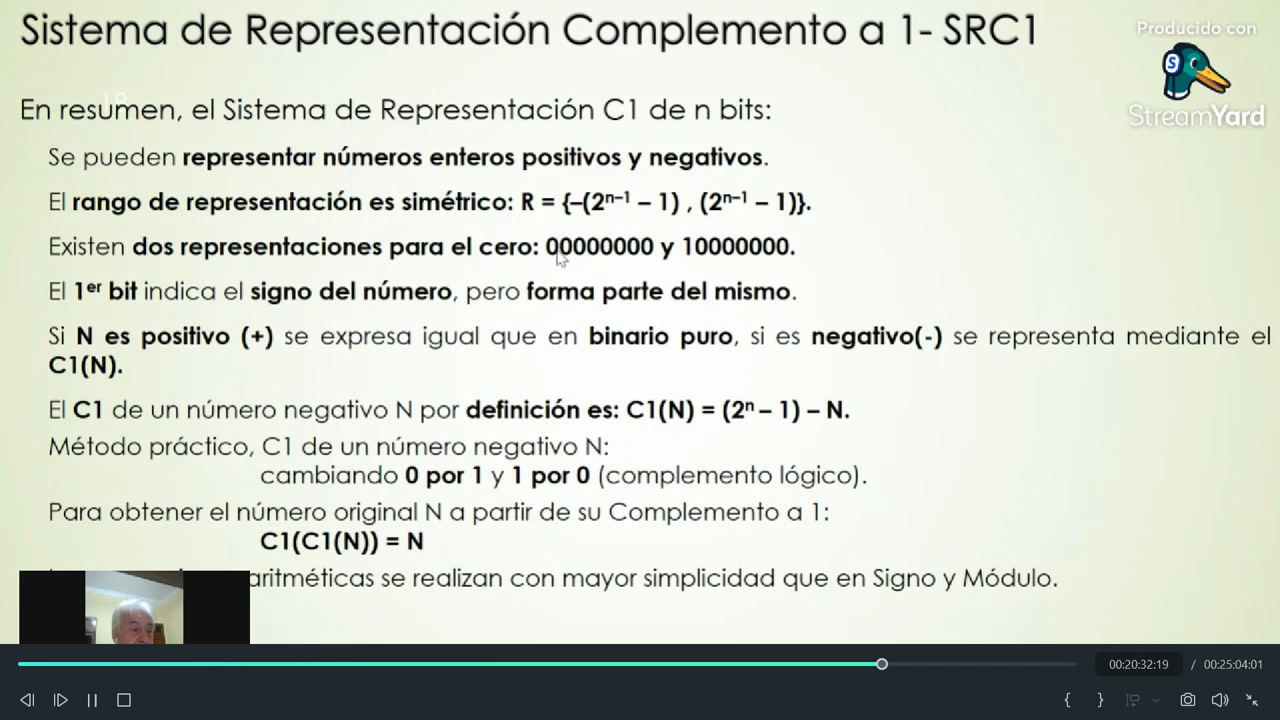 Sistema de Representación Complemento a 1- SRC1
Producido con
StreamYard
En resumen, el Sistema de Representación C1 de n bits:
Se pueden representar números enteros positivos y negativos.
El rango de representación es simétrico: R = {–(2ⁿ⁻¹ – 1) , (2ⁿ⁻¹ – 1)}.
Existen dos representaciones para el cero: 00000000 y 10000000.
El 1ᵉʳ bit indica el signo del número, pero forma parte del mismo.
Si N es positivo (+) se expresa igual que en binario puro, si es negativo(-) se representa mediante el
C1(N).
El C1 de un número negativo N por definición es: C1(N) = (2ⁿ – 1) – N.
Método práctico, C1 de un número negativo N:
cambiando 0 por 1 y 1 por 0 (complemento lógico).
Para obtener el número original N a partir de su Complemento a 1:
C1(C1(N)) = N
aritméticas se realizan con mayor simplicidad que en Signo y Módulo.
00:20:32:19 / 00:25:04:01